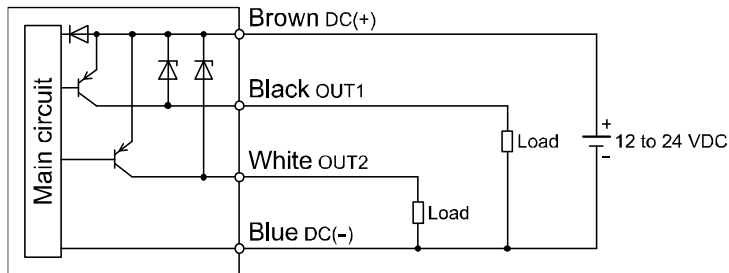 Brown DC(+)
Main circuit
Black OUT1
+
Load
12 to 24 VDC
−
White OUT2
Load
Blue DC(−)